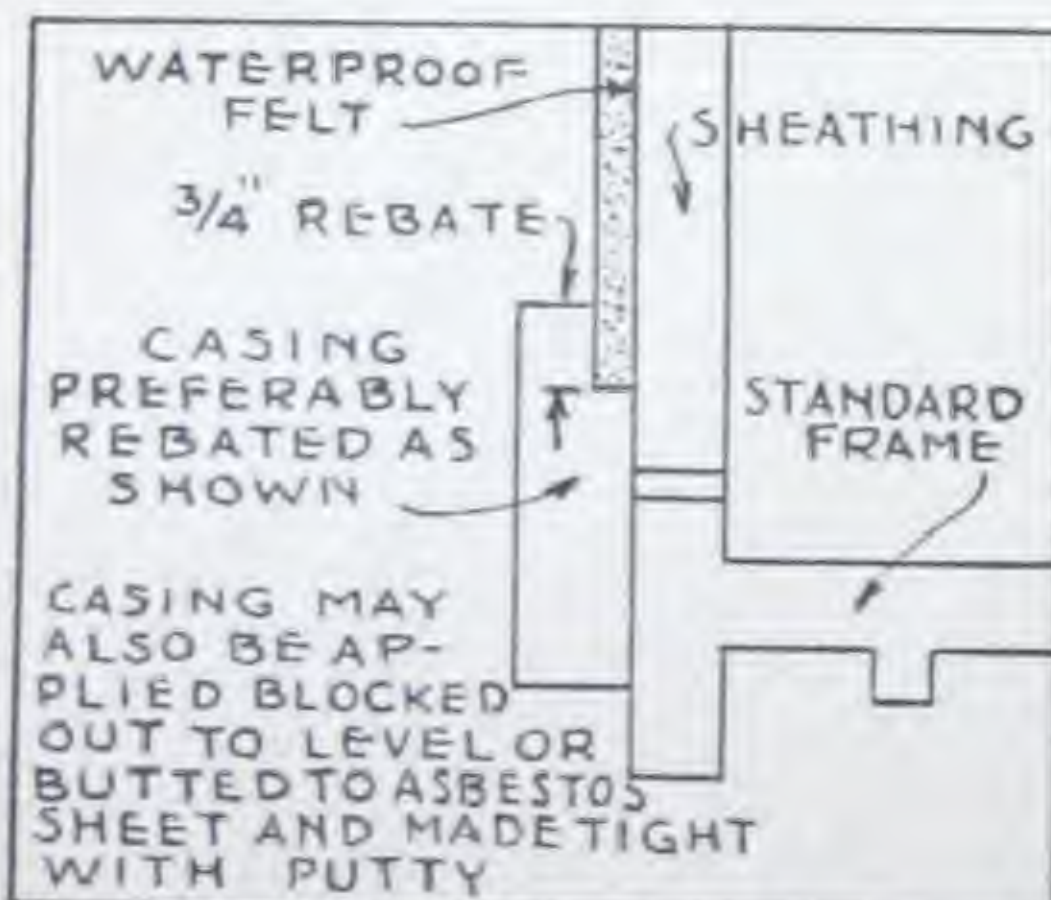 WATERPROOF
FELT
SHEATHING
3/4" REBATE
CASING
PREFERABLY
REBATED AS
SHOWN
STANDARD
FRAME
CASING MAY
ALSO BE AP-
PLIED BLOCKED
OUT TO LEVEL OR
BUTTED TO ASBESTOS
SHEET AND MADE TIGHT
WITH PUTTY